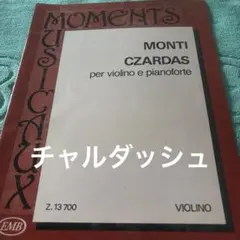 MOMENTS
MUSICAUX
MONTI
CZARDAS
per violino e pianoforte
チャルダッシュ
Z. 13 700
VIOLINO
EMB